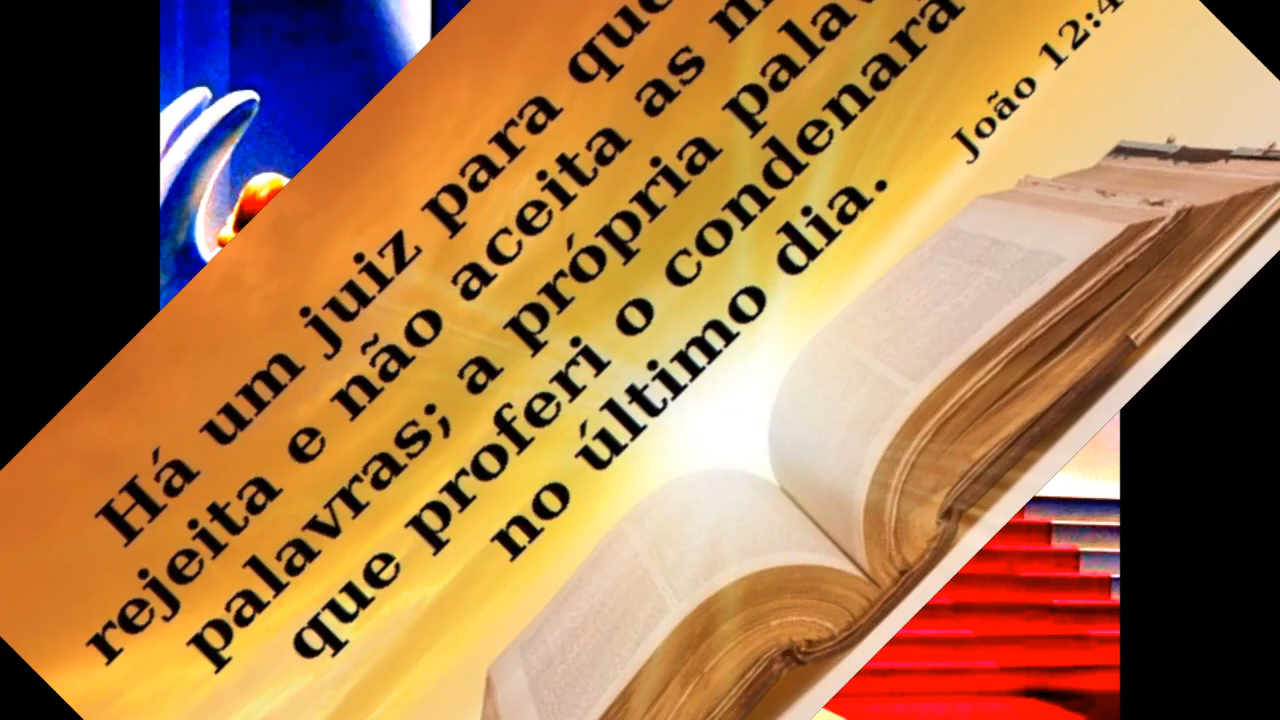 Há um juiz para que
rejeita e não aceita as
palavras; a própria
que proferi o condenará
no último dia.
João 12:4